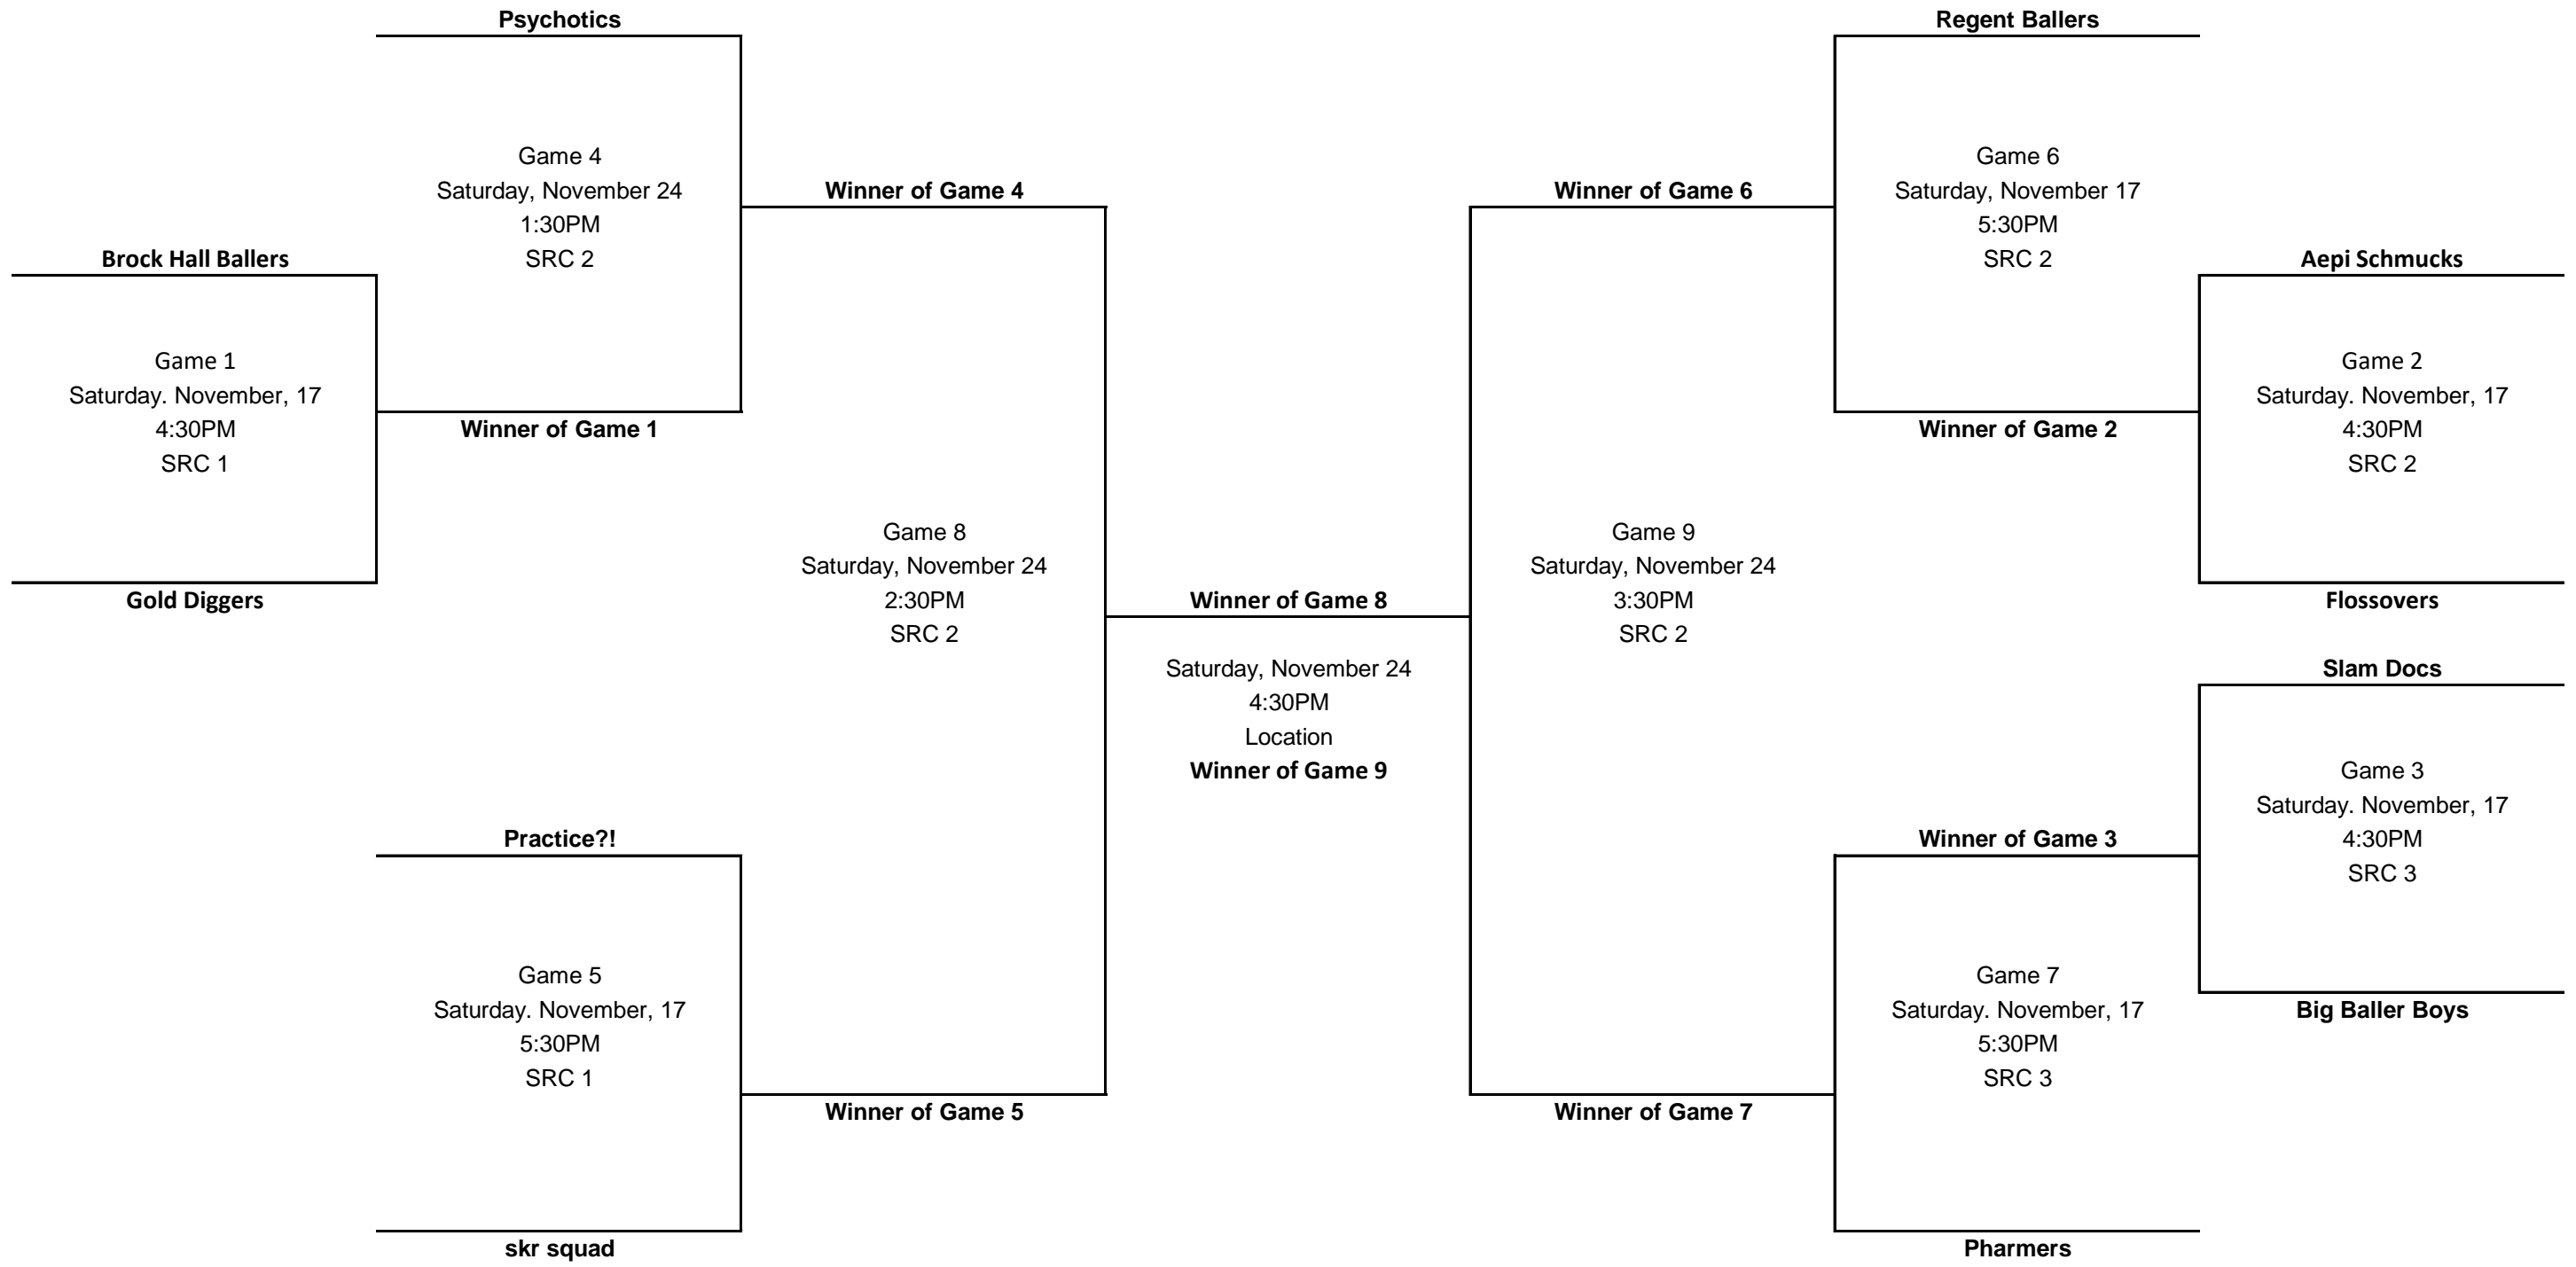 Psychotics
Regent Ballers
Game 4
Saturday, November 24
1:30PM
SRC 2
Game 6
Saturday, November 17
5:30PM
SRC 2
Winner of Game 4
Winner of Game 6
Brock Hall Ballers
Aepi Schmucks
Game 1
Saturday. November, 17
4:30PM
SRC 1
Game 2
Saturday. November, 17
4:30PM
SRC 2
Winner of Game 1
Winner of Game 2
Game 8
Saturday, November 24
2:30PM
SRC 2
Game 9
Saturday, November 24
3:30PM
SRC 2
Gold Diggers
Winner of Game 8
Flossovers
Saturday, November 24
4:30PM
Location
Winner of Game 9
Slam Docs
Game 3
Saturday. November, 17
4:30PM
SRC 3
Practice?!
Winner of Game 3
Game 5
Saturday. November, 17
5:30PM
SRC 1
Game 7
Saturday. November, 17
5:30PM
SRC 3
Big Baller Boys
Winner of Game 5
Winner of Game 7
skr squad
Pharmers